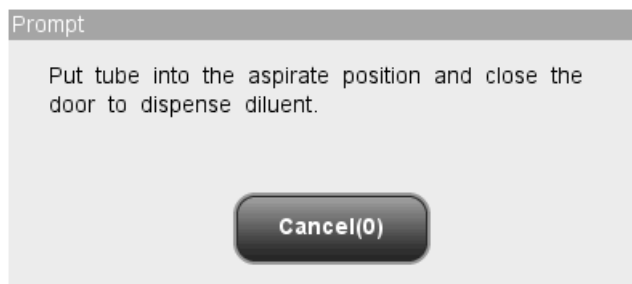 Prompt
Put tube into the aspirate position and close the
door to dispense diluent.
Cancel(0)